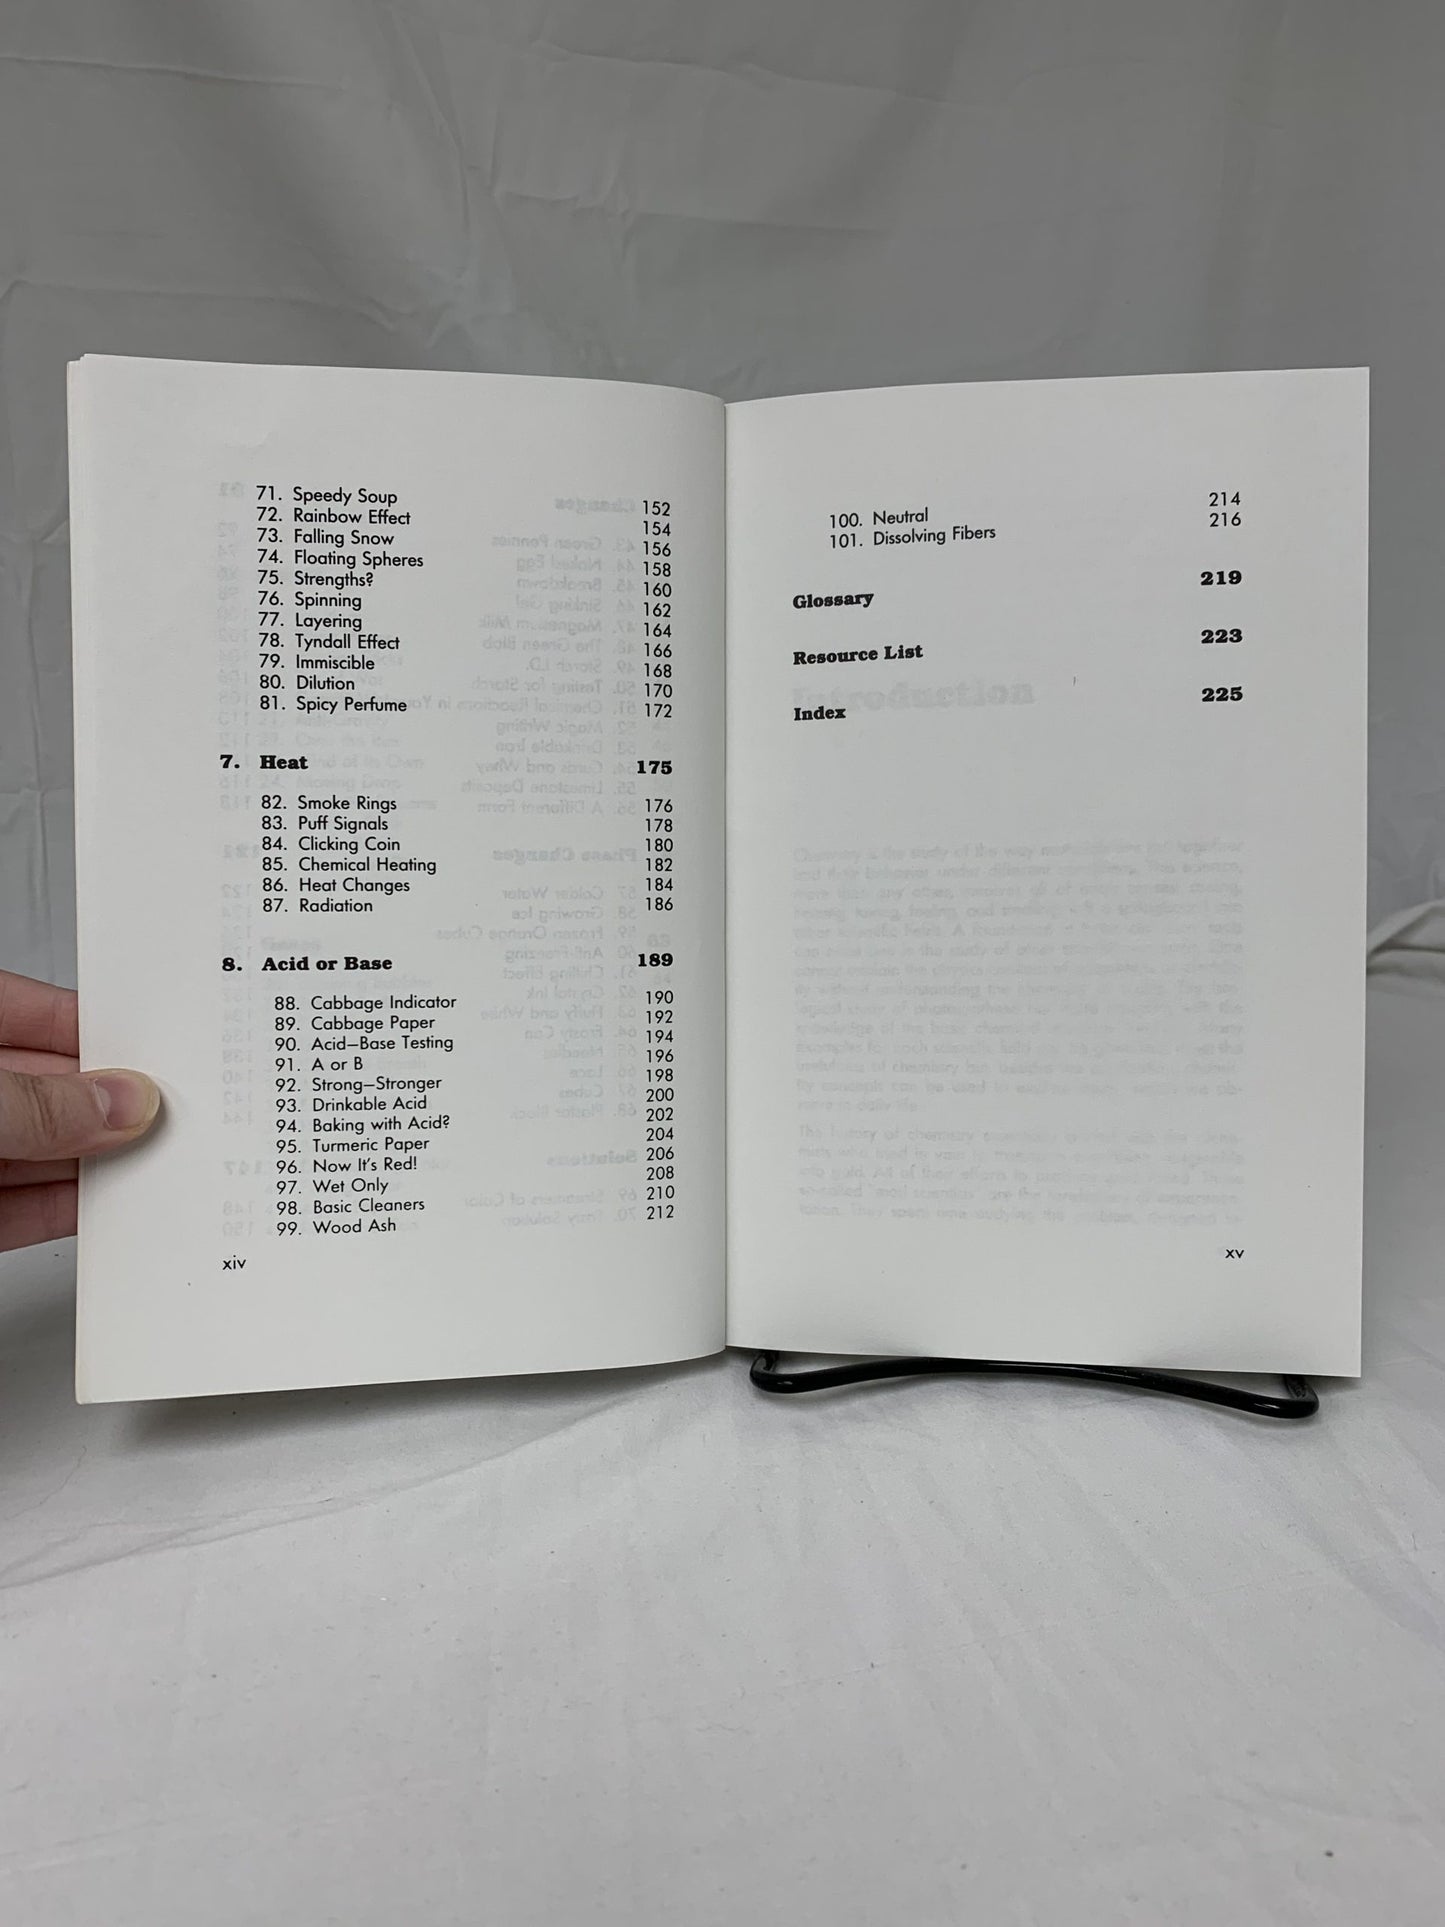 71. Speedy Soup 152
72. Rainbow Effect 154
73. Falling Snow 156
74. Floating Spheres 158
75. Strengths? 160
76. Spinning 162
77. Layering 164
78. Tyndall Effect 166
79. Immiscible 168
80. Dilution 170
81. Spicy Perfume 172
7. Heat 175
82. Smoke Rings 176
83. Puff Signals 178
84. Clicking Coin 180
85. Chemical Heating 182
86. Heat Changes 184
87. Radiation 186
8. Acid or Base 189
88. Cabbage Indicator 190
89. Cabbage Paper 192
90. Acid–Base Testing 194
91. A or B 196
92. Strong–Stronger 198
93. Drinkable Acid 200
94. Baking with Acid? 202
95. Turmeric Paper 204
96. Now It's Red! 206
97. Wet Only 208
98. Basic Cleaners 210
99. Wood Ash 212
xiv
100. Neutral 214
101. Dissolving Fibers 216
Glossary 219
Resource List 223
Index 225
xv